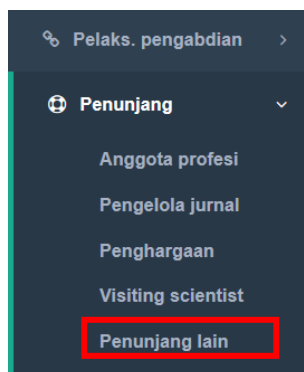 Pelaks. pengabdian
Penunjang
Anggota profesi
Pengelola jurnal
Penghargaan
Visiting scientist
Penunjang lain